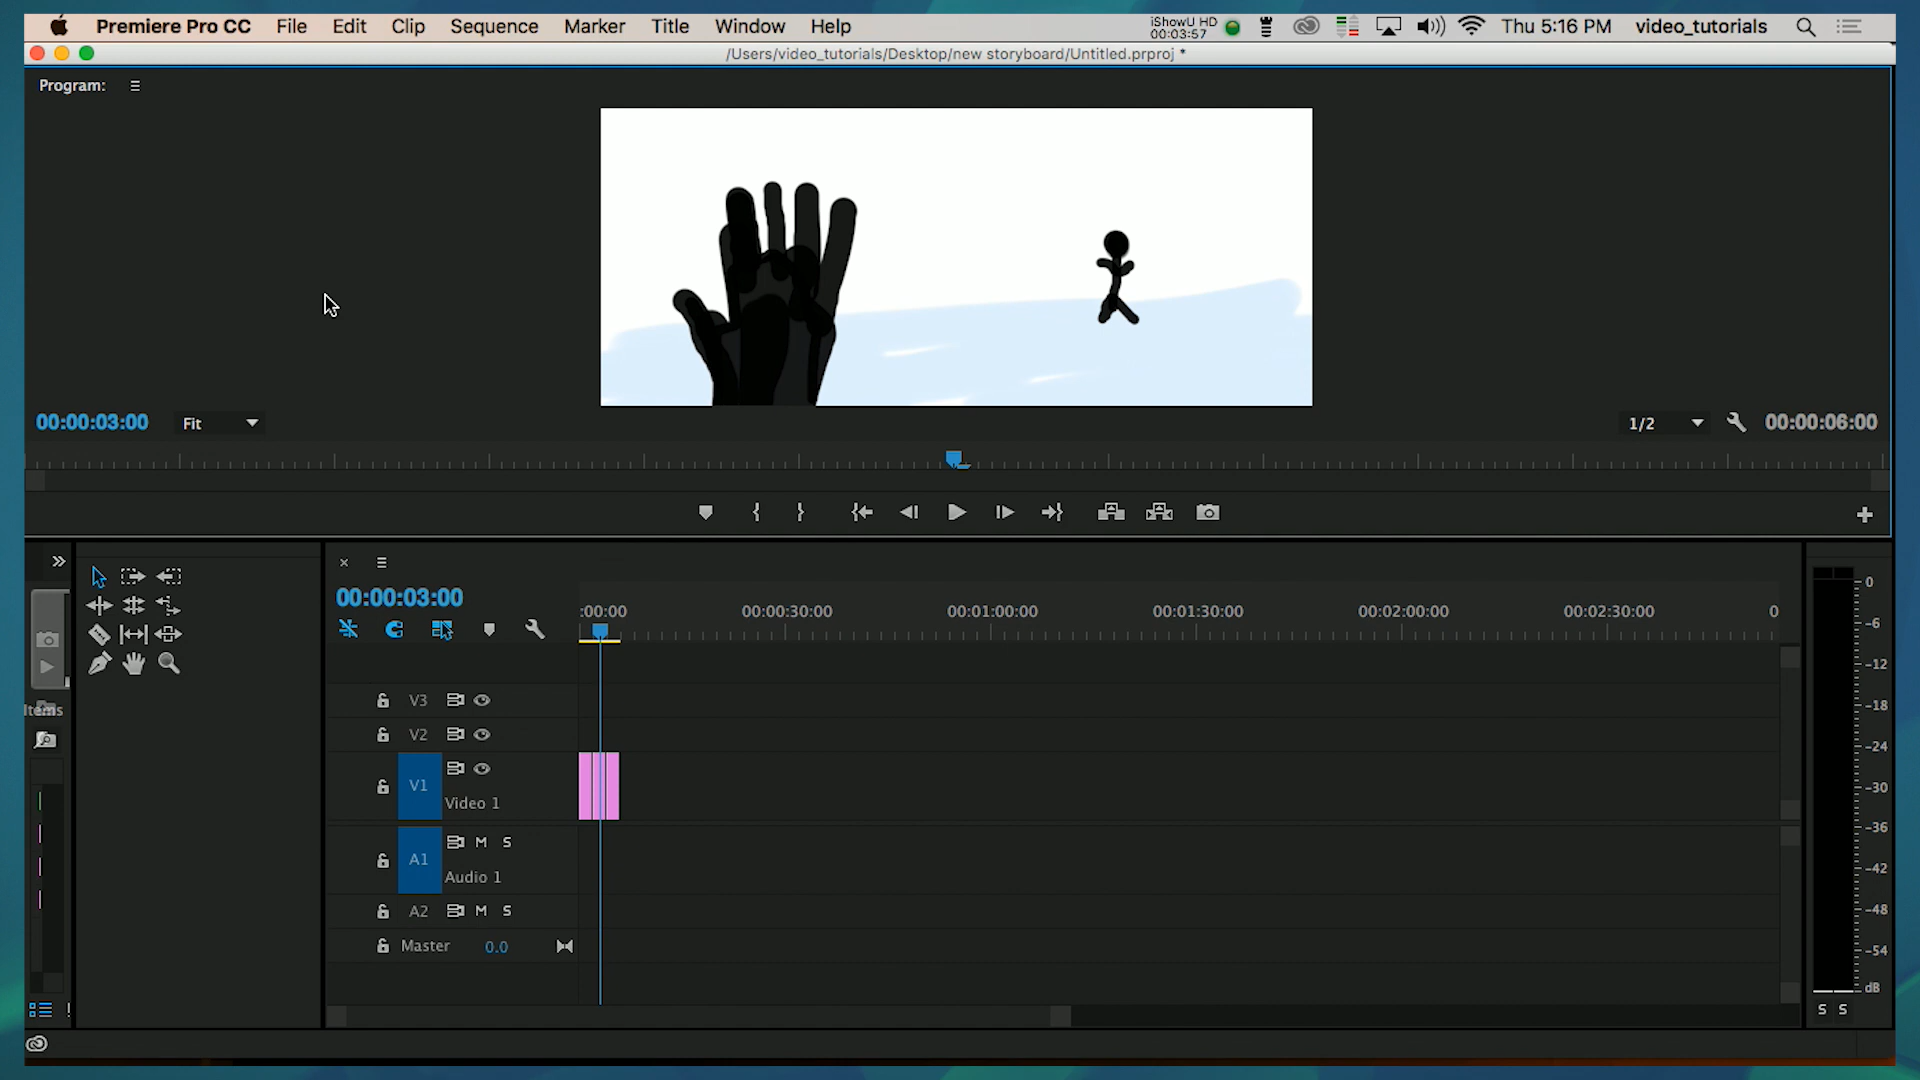 Premiere Pro CC File Edit Clip Sequence Marker Title Window Help iShowU HD 00:03:57 Thu 5:16 PM video_tutorials
/Users/video_tutorials/Desktop/new storyboard/Untitled.prproj *
Program:
00:00:03:00 Fit 1/2 00:00:06:00
00:00:03:00
:00:00 00:00:30:00 00:01:00:00 00:01:30:00 00:02:00:00 00:02:30:00 0
V3
V2
V1
Video 1
A1 M S
Audio 1
A2 M S
Master 0.0
Items
0
-6
-12
-18
-24
-30
-36
-42
-48
-54
dB
S S